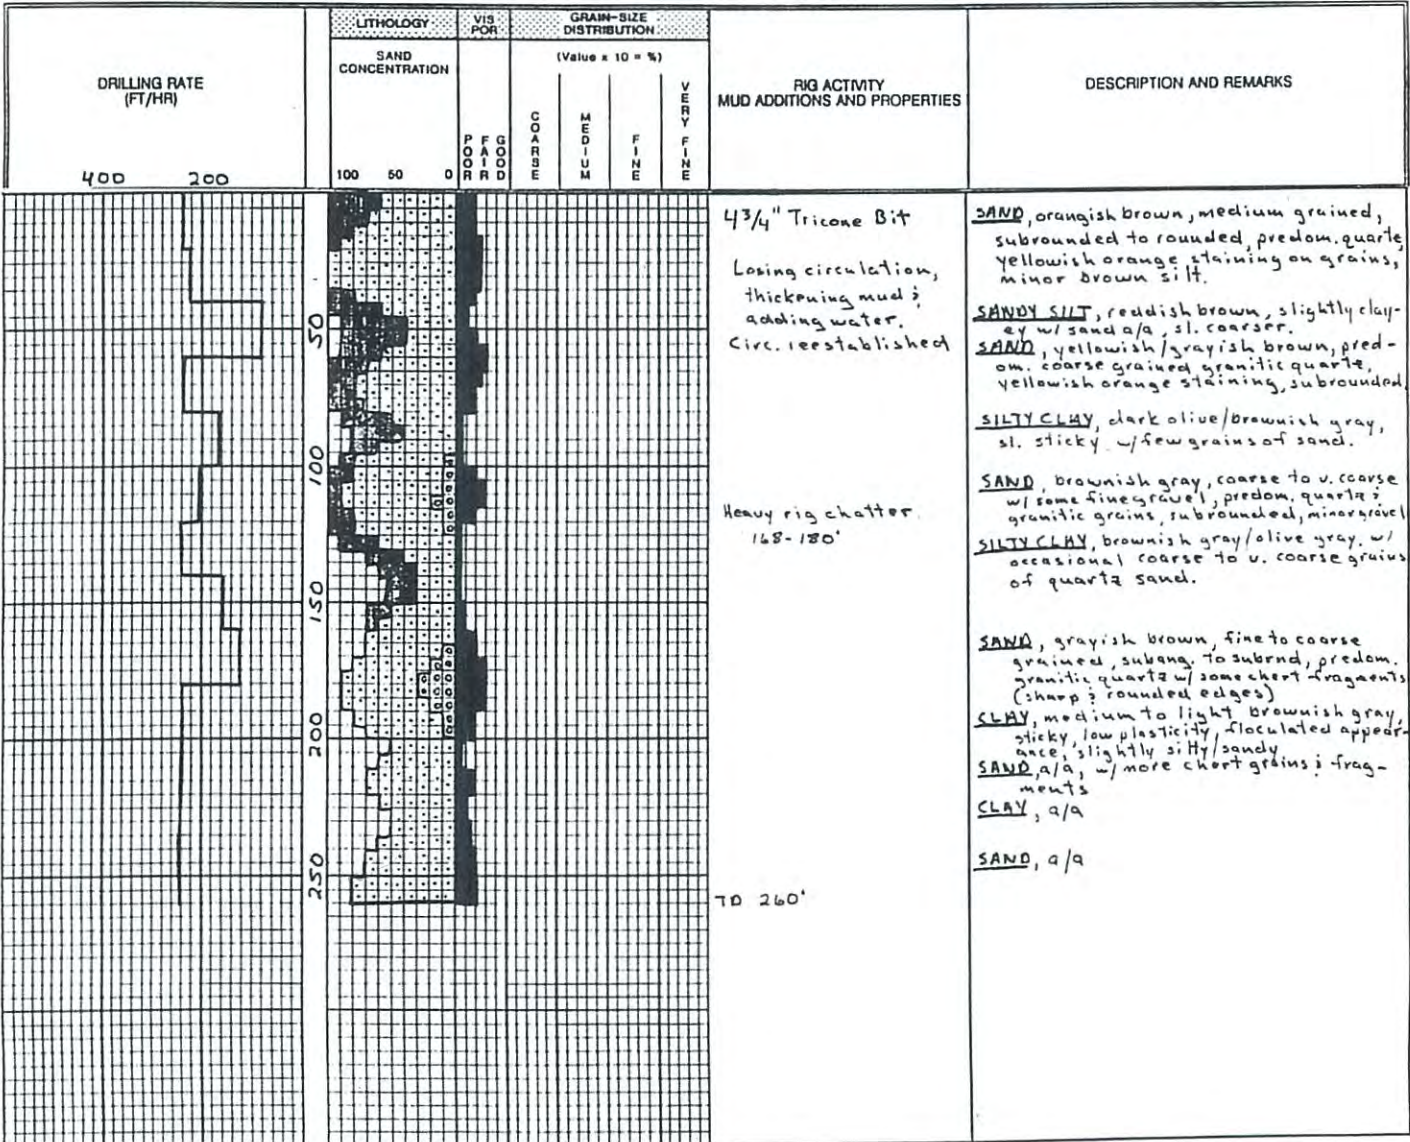 DRILLING RATE
(FT/HR)
400 200
LITHOLOGY
SAND
CONCENTRATION
100 50 0
VIS
POR
POOR
FAIR
GOOD
GRAIN-SIZE
DISTRIBUTION
(Value x 10 = %)
COARSE
MEDIUM
FINE
VERY FINE
RIG ACTIVITY
MUD ADDITIONS AND PROPERTIES
DESCRIPTION AND REMARKS
50
100
150
200
250
4 3/4" Tricone Bit
Losing circulation,
thickening mud &
adding water.
Circ. reestablished
Heavy rig chatter
168-180'
TD 260'
SAND, orangish brown, medium grained,
subrounded to rounded, predom. quartz,
yellowish orange staining on grains,
minor brown silt.
SANDY SILT, reddish brown, slightly clay-
ey w/ sand a/a, sl. coarser.
SAND, yellowish/grayish brown, pred-
om. coarse grained granitic quartz,
yellowish orange staining, subrounded.
SILTY CLAY, dark olive/brownish gray,
sl. sticky w/ few grains of sand.
SAND, brownish gray, coarse to v. coarse
w/ some fine gravel, predom. quartz &
granitic grains, subrounded, minor gravel
SILTY CLAY, brownish gray/olive gray, w/
occasional coarse to v. coarse grains
of quartz sand.
SAND, grayish brown, fine to coarse
grained, subang. to subrnd, predom.
granitic quartz w/ some chert fragments
(sharp & rounded edges)
CLAY, medium to light brownish gray,
sticky, low plasticity, floculated appear-
ance, slightly silty/sandy
SAND, a/a, w/ more chert grains & frag-
ments
CLAY, a/a
SAND, a/a